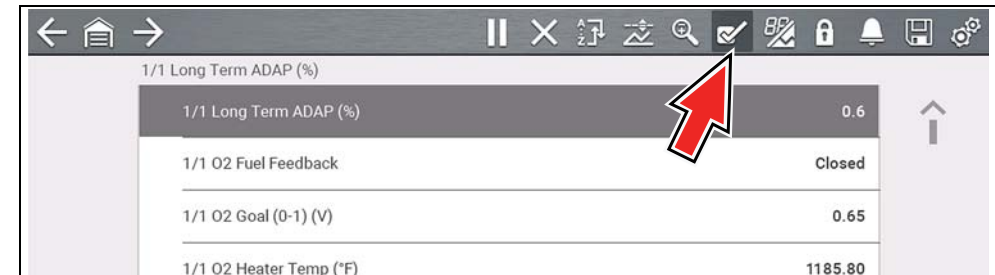 1/1 Long Term ADAP (%)
1/1 Long Term ADAP (%) 0.6
1/1 O2 Fuel Feedback Closed
1/1 O2 Goal (0-1) (V) 0.65
1/1 O2 Heater Temp (°F) 1185.80